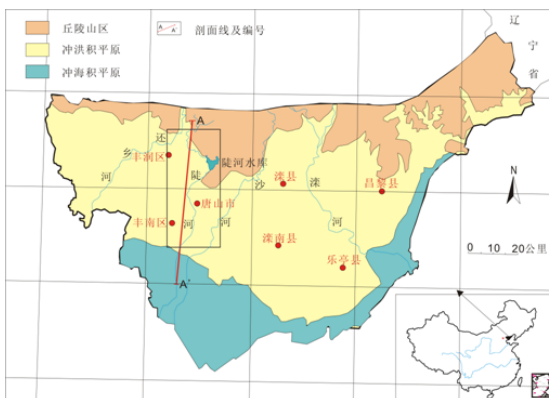 丘陵山区
冲洪积平原
冲海积平原
A
A'
剖面线及编号
辽
宁
省
A
还
乡
河
丰润区
陡河水库
陡
河
沙
河
滦县
滦
河
昌黎县
唐山市
丰南区
滦南县
乐亭县
A'
N
0 10 20公里